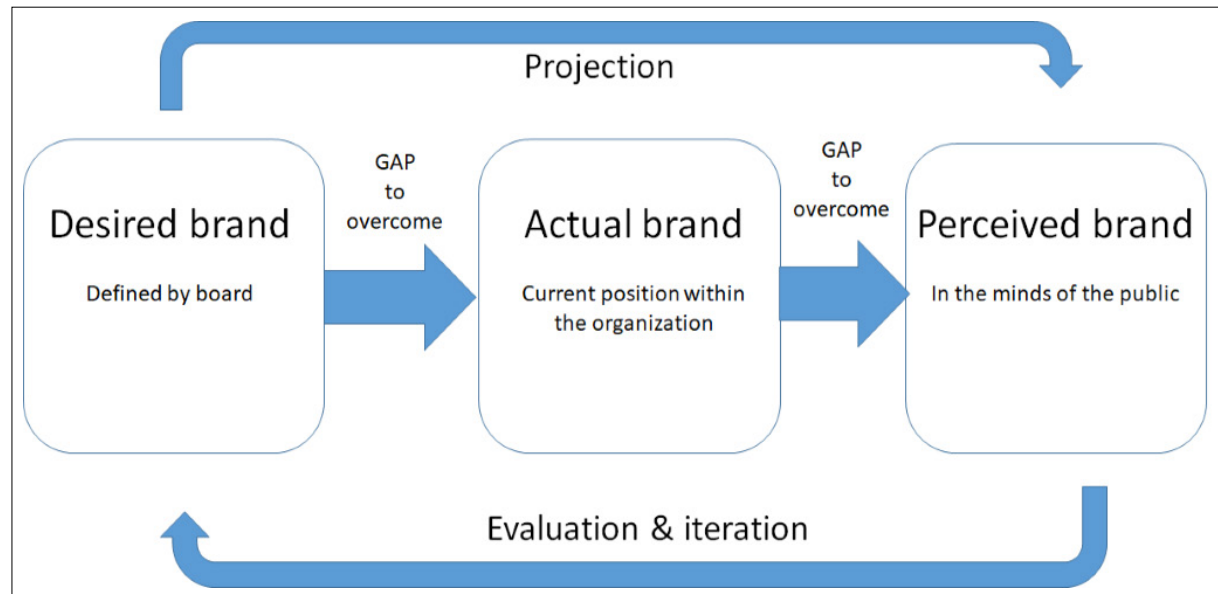 Projection
Desired brand
Defined by board
GAP
to
overcome
Actual brand
Current position within
the organization
GAP
to
overcome
Perceived brand
In the minds of the public
Evaluation & iteration